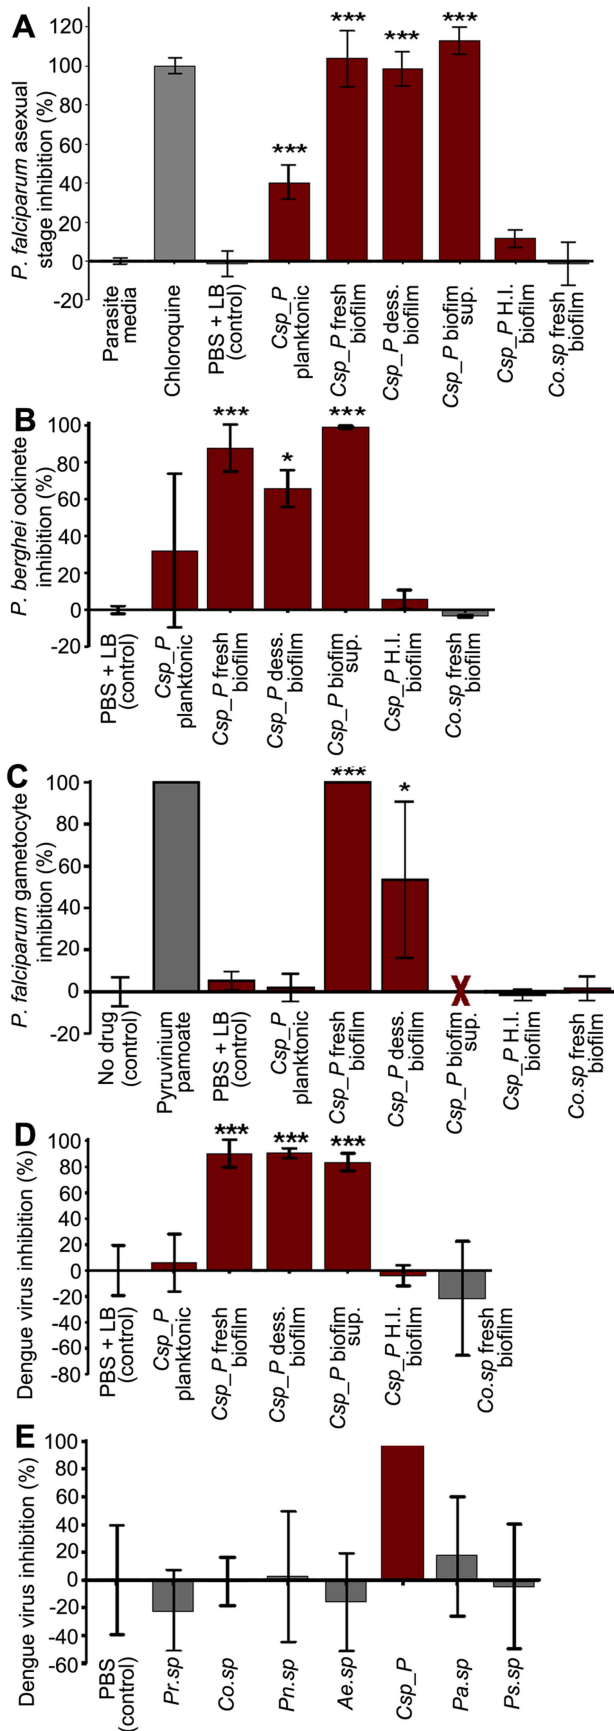 A
P. falciparum asexual
stage inhibition (%)
120
100
80
60
40
20
0
-20
***
***
***
***
Parasite
media
Chloroquine
PBS + LB
(control)
Csp_P
planktonic
Csp_P fresh
biofilm
Csp_P dess.
biofilm
Csp_P biofim
sup.
Csp_P H.I.
biofilm
Co.sp fresh
biofilm
B
P. berghei ookinete
inhibition (%)
100
80
60
40
20
0
-20
***
*
***
PBS + LB
(control)
Csp_P
planktonic
Csp_P fresh
biofilm
Csp_P dess.
biofilm
Csp_P biofim
sup.
Csp_P H.I.
biofilm
Co.sp fresh
biofilm
C
P. falciparum gametocyte
inhibition (%)
100
80
60
40
20
0
-20
***
*
X
No drug
(control)
Pyruvinium
pamoate
PBS + LB
(control)
Csp_P
planktonic
Csp_P fresh
biofilm
Csp_P dess.
biofilm
Csp_P biofim
sup.
Csp_P H.I.
biofilm
Co.sp fresh
biofilm
D
Dengue virus inhibition (%)
100
80
60
40
20
0
-20
-40
-60
-80
***
***
***
PBS + LB
(control)
Csp_P
planktonic
Csp_P fresh
biofilm
Csp_P dess.
biofilm
Csp_P biofim
sup.
Csp_P H.I.
biofilm
Co.sp fresh
biofilm
E
Dengue virus inhibition (%)
100
80
60
40
20
0
-20
-40
-60
PBS
(control)
Pr.sp
Co.sp
Pn.sp
Ae.sp
Csp_P
Pa.sp
Ps.sp